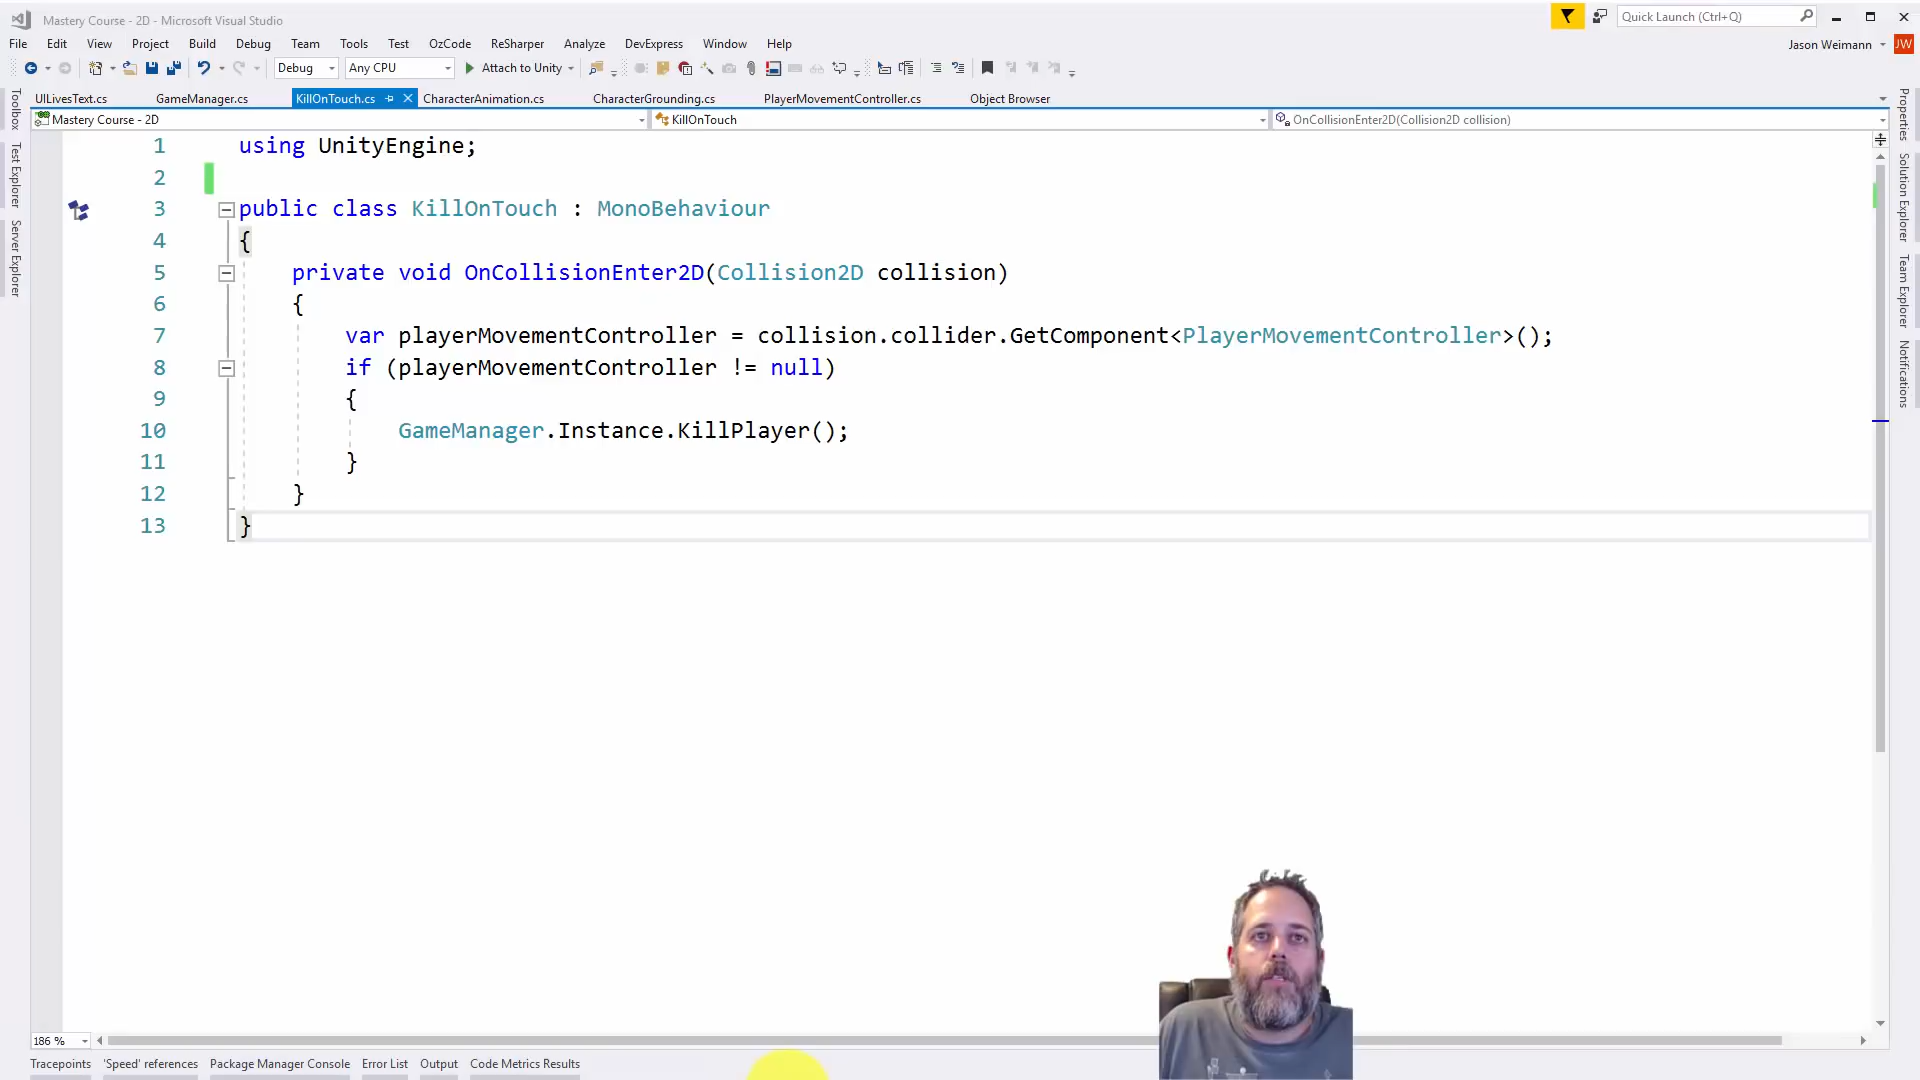 Mastery Course - 2D - Microsoft Visual Studio
Quick Launch (Ctrl+Q)
File Edit View Project Build Debug Team Tools Test OzCode ReSharper Analyze DevExpress Window Help
Jason Weimann JW
Debug Any CPU Attach to Unity
UILivesText.cs GameManager.cs KillOnTouch.cs CharacterAnimation.cs CharacterGrounding.cs PlayerMovementController.cs Object Browser
Mastery Course - 2D KillOnTouch OnCollisionEnter2D(Collision2D collision)
Toolbox
Test Explorer
Server Explorer
1 using UnityEngine;
2
3 public class KillOnTouch : MonoBehaviour
4 {
5 private void OnCollisionEnter2D(Collision2D collision)
6 {
7 var playerMovementController = collision.collider.GetComponent<PlayerMovementController>();
8 if (playerMovementController != null)
9 {
10 GameManager.Instance.KillPlayer();
11 }
12 }
13 }
Properties
Solution Explorer
Team Explorer
Notifications
186 %
Tracepoints 'Speed' references Package Manager Console Error List Output Code Metrics Results